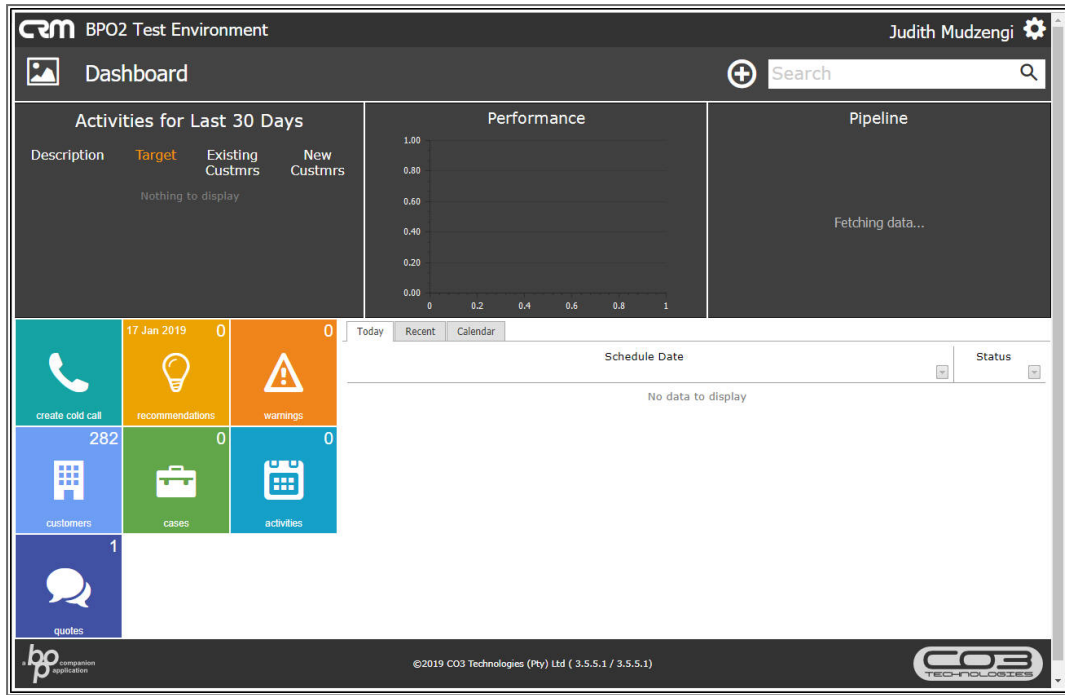 CRM BPO2 Test Environment
Judith Mudzengi
Dashboard
Search
Activities for Last 30 Days
Description Target Existing Custmrs New Custmrs
Nothing to display
Performance
1.00
0.80
0.60
0.40
0.20
0.00
0 0.2 0.4 0.6 0.8 1
Pipeline
Fetching data...
create cold call
17 Jan 2019 0
recommendations
0
warnings
282
customers
0
cases
0
activities
1
quotes
Today Recent Calendar
Schedule Date Status
No data to display
a bpo companion application
©2019 CO3 Technologies (Pty) Ltd ( 3.5.5.1 / 3.5.5.1)
CO3
TECHNOLOGIES